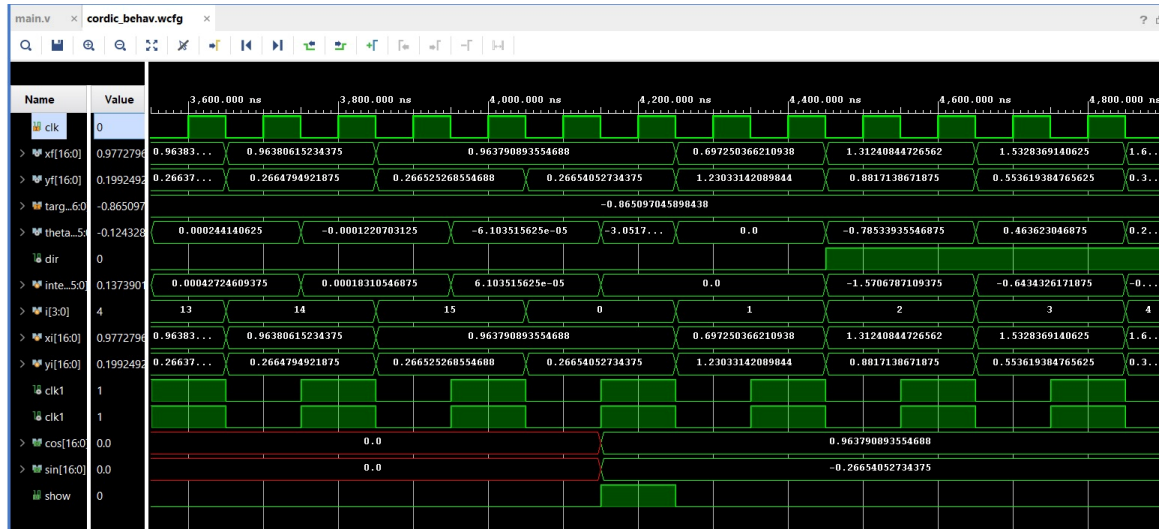 main.v × cordic_behav.wcfg ×
?
Name Value 3,600.000 ns 3,800.000 ns 4,000.000 ns 4,200.000 ns 4,400.000 ns 4,600.000 ns 4,800.000 ns
clk 0
> xf[16:0] 0.9772796 0.96383... 0.96380615234375 0.963790893554688 0.697250366210938 1.31240844726562 1.5328369140625 1.6..
> yf[16:0] 0.1992492 0.26637... 0.2664794921875 0.266525268554688 0.26654052734375 1.23033142089844 0.8817138671875 0.553619384765625 0.3..
> targ...6:0 -0.865097 -0.865097045898438
> theta...5:( -0.124328 0.000244140625 -0.0001220703125 -6.103515625e-05 -3.0517... 0.0 -0.78533935546875 0.463623046875 0.2..
dir 0
> inte...5:0] 0.1373901 0.00042724609375 0.00018310546875 6.103515625e-05 0.0 -1.5706787109375 -0.6434326171875 -0...
> i[3:0] 4 13 14 15 0 1 2 3 4
> xi[16:0] 0.9772796 0.96383... 0.96380615234375 0.963790893554688 0.697250366210938 1.31240844726562 1.5328369140625 1.6..
> yi[16:0] 0.1992492 0.26637... 0.2664794921875 0.266525268554688 0.26654052734375 1.23033142089844 0.8817138671875 0.553619384765625 0.3..
clk1 1
clk1 1
> cos[16:0] 0.0 0.0 0.963790893554688
> sin[16:0] 0.0 0.0 -0.26654052734375
show 0